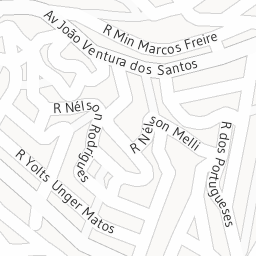 R Min Marcos Freire
Av João Ventura dos Santos
R Nélson Rodrigues
R Nélson Melli
R dos Portugueses
R Yolts Unger Matos